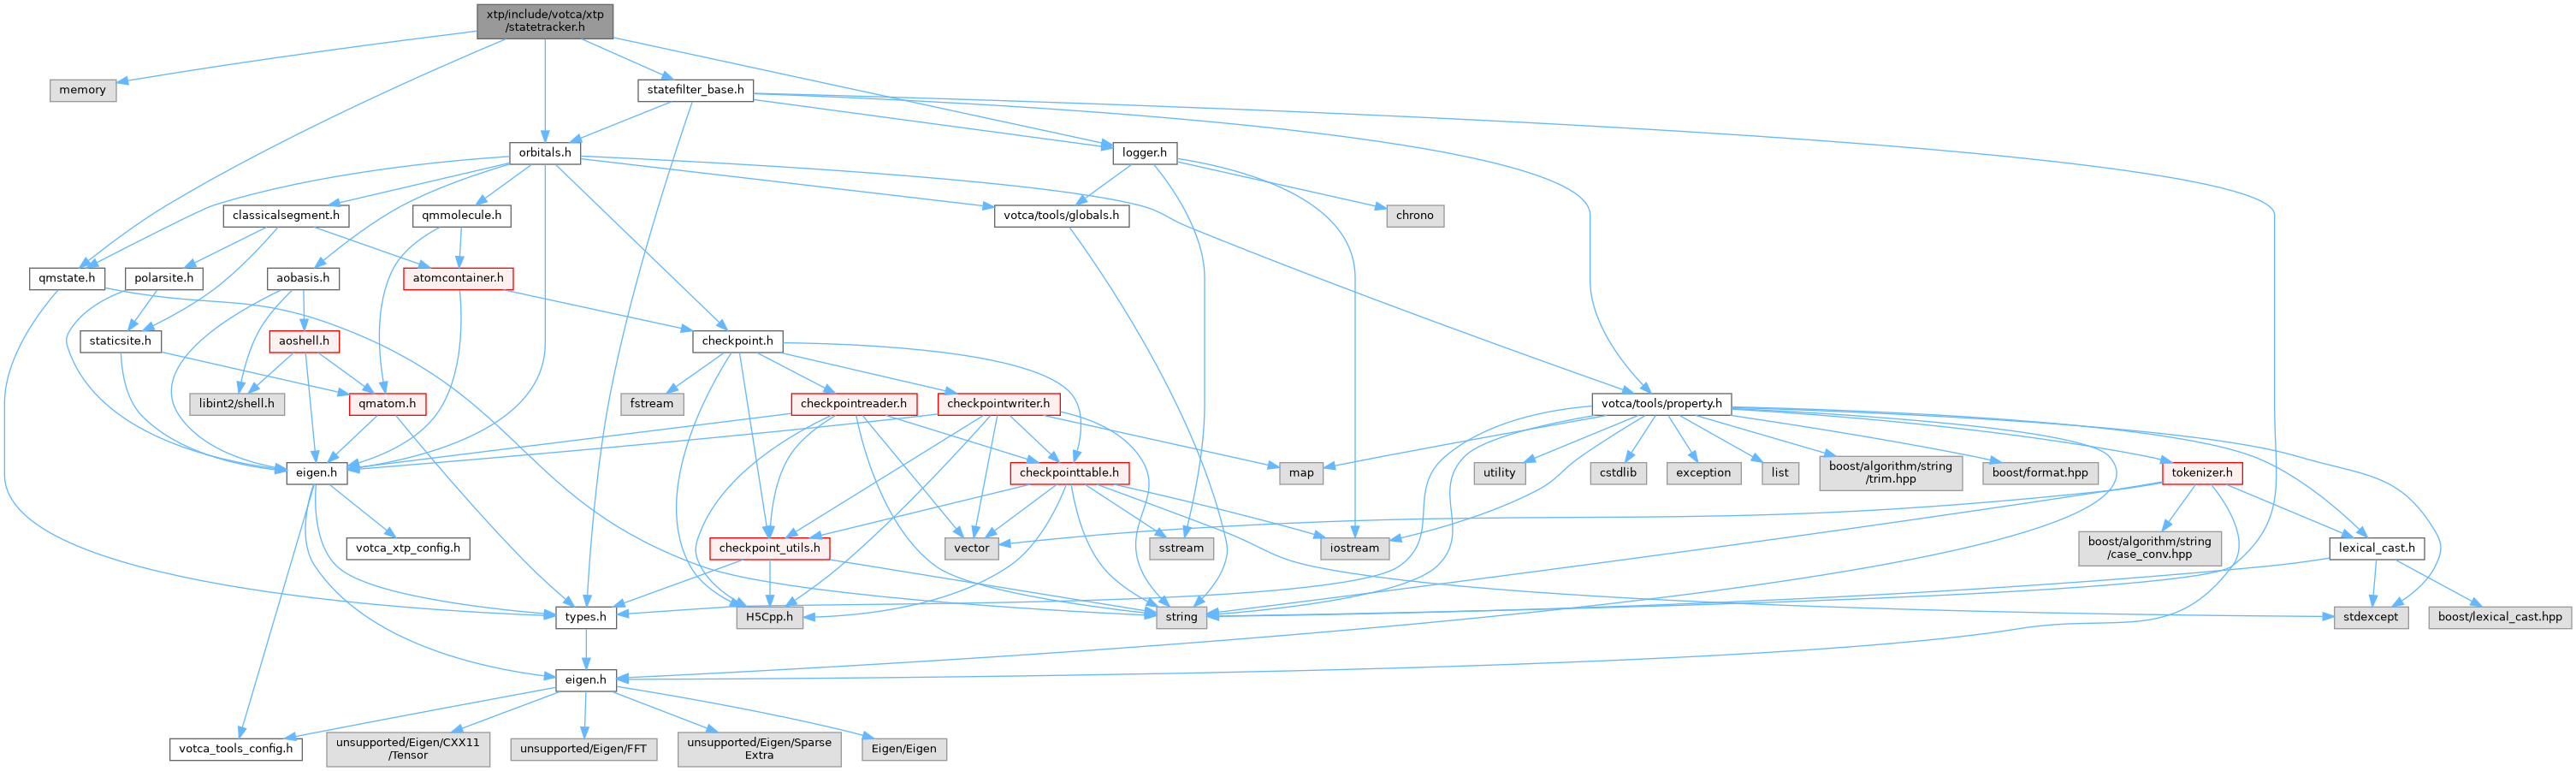 xtp/include/votca/xtp
/statetracker.h
memory
statefilter_base.h
orbitals.h
logger.h
classicalsegment.h
qmmolecule.h
votca/tools/globals.h
chrono
qmstate.h
polarsite.h
aobasis.h
atomcontainer.h
staticsite.h
aoshell.h
checkpoint.h
libint2/shell.h
qmatom.h
fstream
checkpointreader.h
checkpointwriter.h
votca/tools/property.h
eigen.h
checkpointtable.h
map
utility
cstdlib
exception
list
boost/algorithm/string
/trim.hpp
boost/format.hpp
tokenizer.h
votca_xtp_config.h
checkpoint_utils.h
vector
sstream
iostream
boost/algorithm/string
/case_conv.hpp
lexical_cast.h
types.h
H5Cpp.h
string
stdexcept
boost/lexical_cast.hpp
eigen.h
votca_tools_config.h
unsupported/Eigen/CXX11
/Tensor
unsupported/Eigen/FFT
unsupported/Eigen/Sparse
Extra
Eigen/Eigen